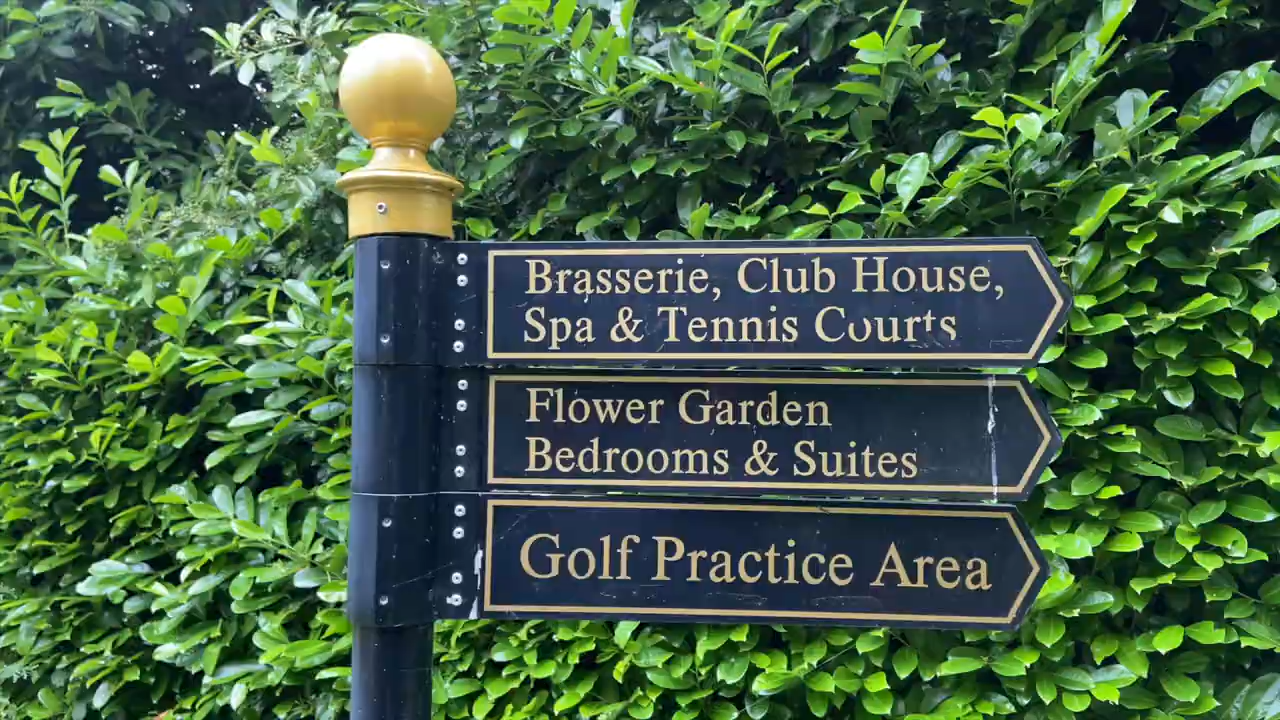 Brasserie, Club House,
Spa & Tennis Courts
Flower Garden
Bedrooms & Suites
Golf Practice Area